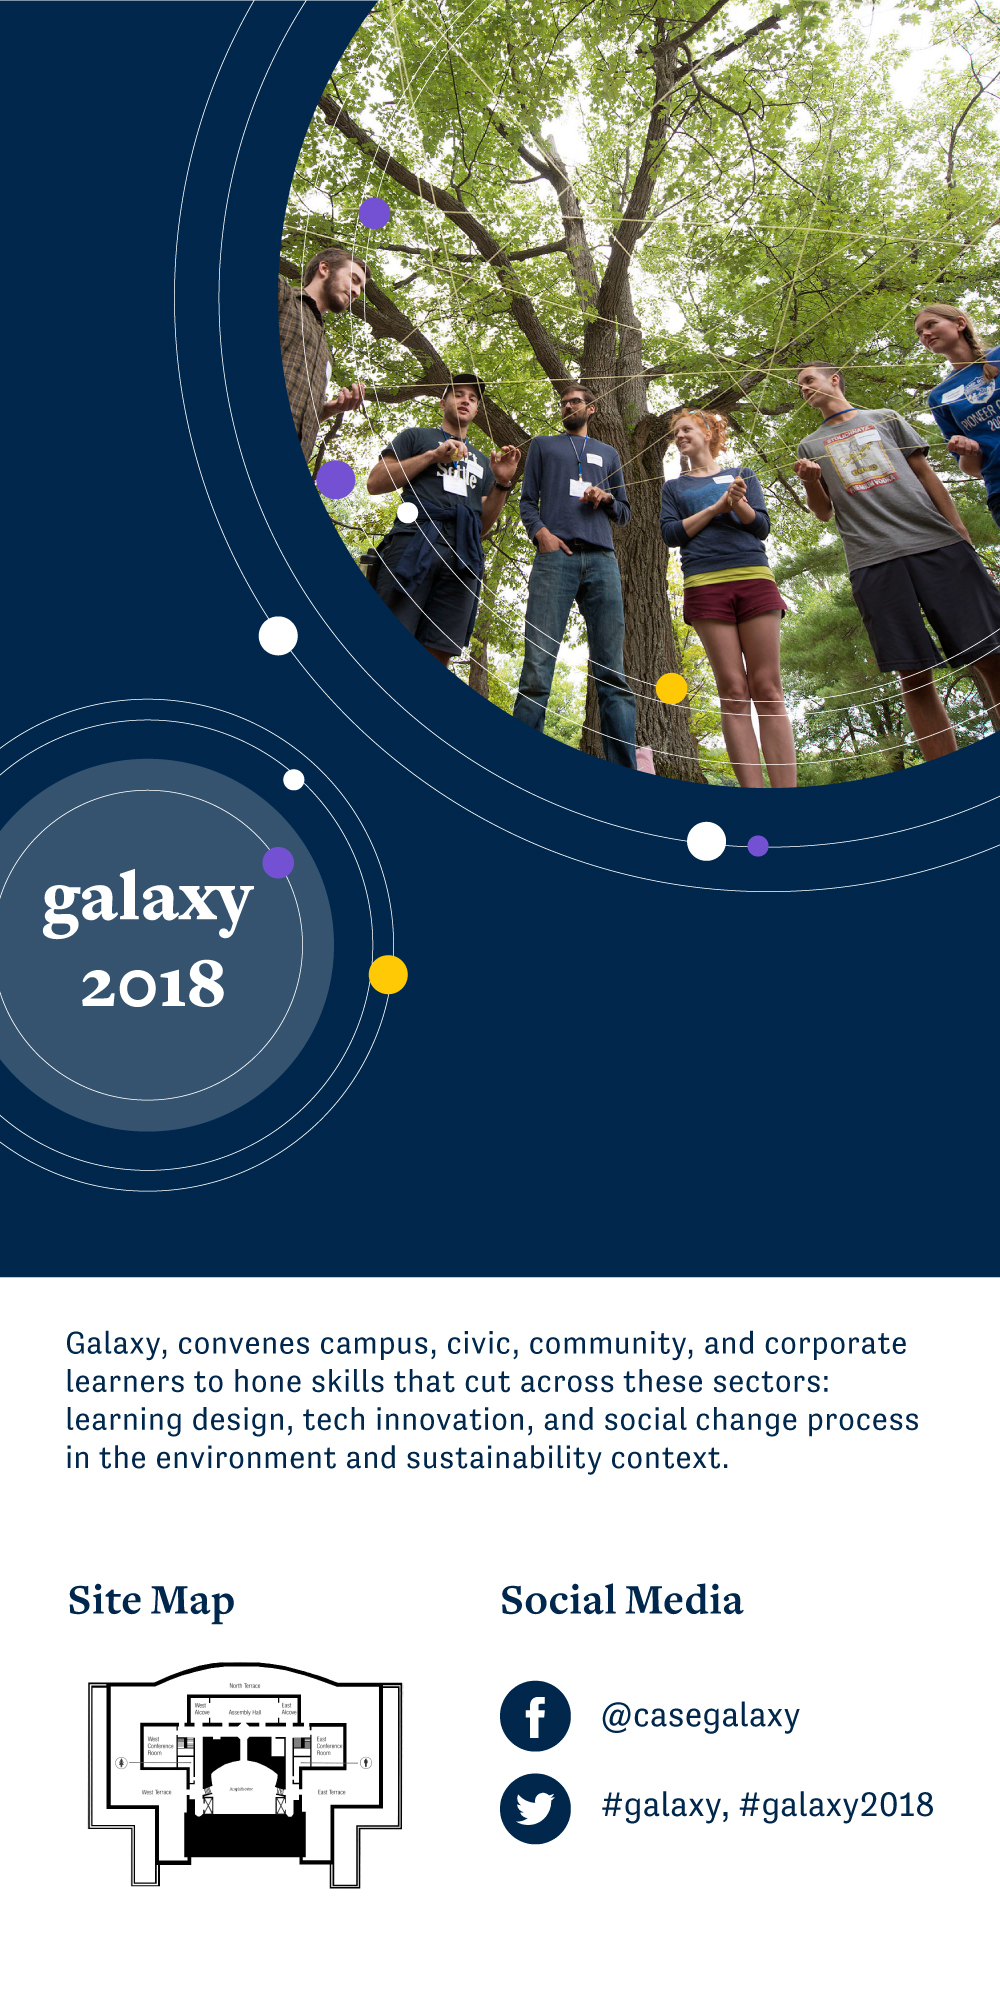 galaxy
2018
Galaxy, convenes campus, civic, community, and corporate
learners to hone skills that cut across these sectors:
learning design, tech innovation, and social change process
in the environment and sustainability context.
Site Map
North Terrace
West
Alcove
Assembly Hall
East
Alcove
West
Conference
Room
East
Conference
Room
West Terrace
East Terrace
Social Media
@casegalaxy
#galaxy, #galaxy2018